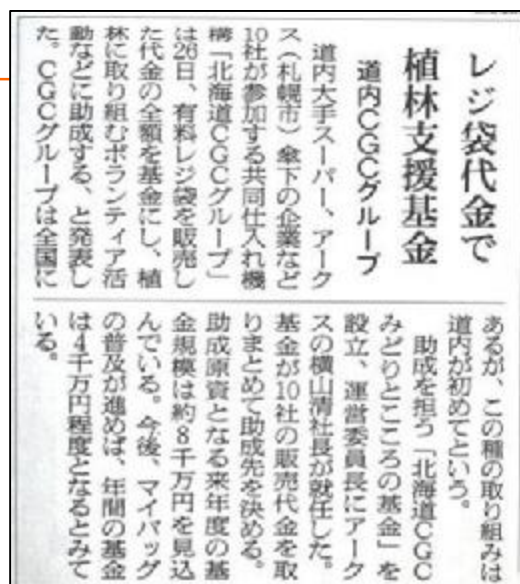 レジ袋代金で
植林支援基金
道内CGCグループ
道内大手スーパー、アーク
ス(札幌市)傘下の企業など
10社が参加する共同仕入れ機
構「北海道CGCグループ」
は26日、有料レジ袋を販売し
た代金の全額を基金にし、植
林に取り組むボランティア活
動などに助成する、と発表し
た。CGCグループは全国に
あるが、この種の取り組みは
道内が初めてという。
助成を担う「北海道CGC
みどりとこころの基金」を
設立、運営委員長にアーク
スの横山清社長が就任した。
基金が10社の販売代金を取
りまとめて助成先を決める。
助成原資となる来年度の基
金規模は約8千万円を見込
んでいる。今後、マイバッグ
の普及が進めば、年間の基金
は4千万円程度となるとみて
いる。